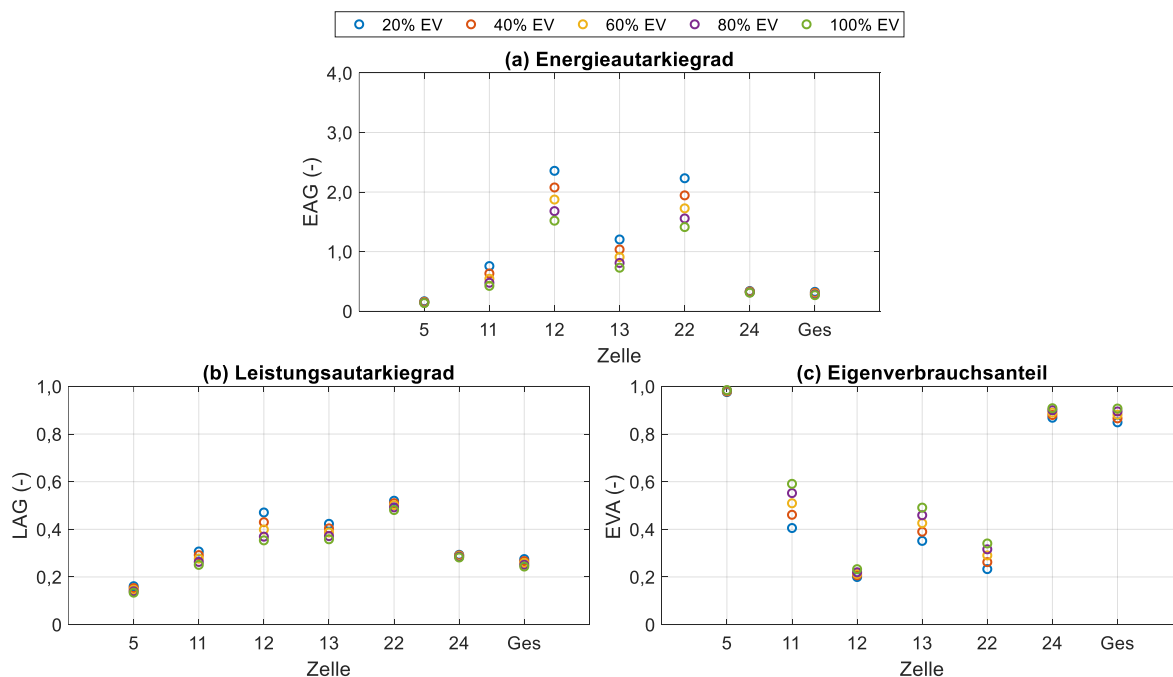 20% EV 40% EV 60% EV 80% EV 100% EV
(a) Energieautarkiegrad
4,0
3,0
2,0
1,0
0
EAG (-)
5 11 12 13 22 24 Ges
Zelle
(b) Leistungsautarkiegrad
1,0
0,8
0,6
0,4
0,2
0
LAG (-)
5 11 12 13 22 24 Ges
Zelle
(c) Eigenverbrauchsanteil
1,0
0,8
0,6
0,4
0,2
0
EVA (-)
5 11 12 13 22 24 Ges
Zelle